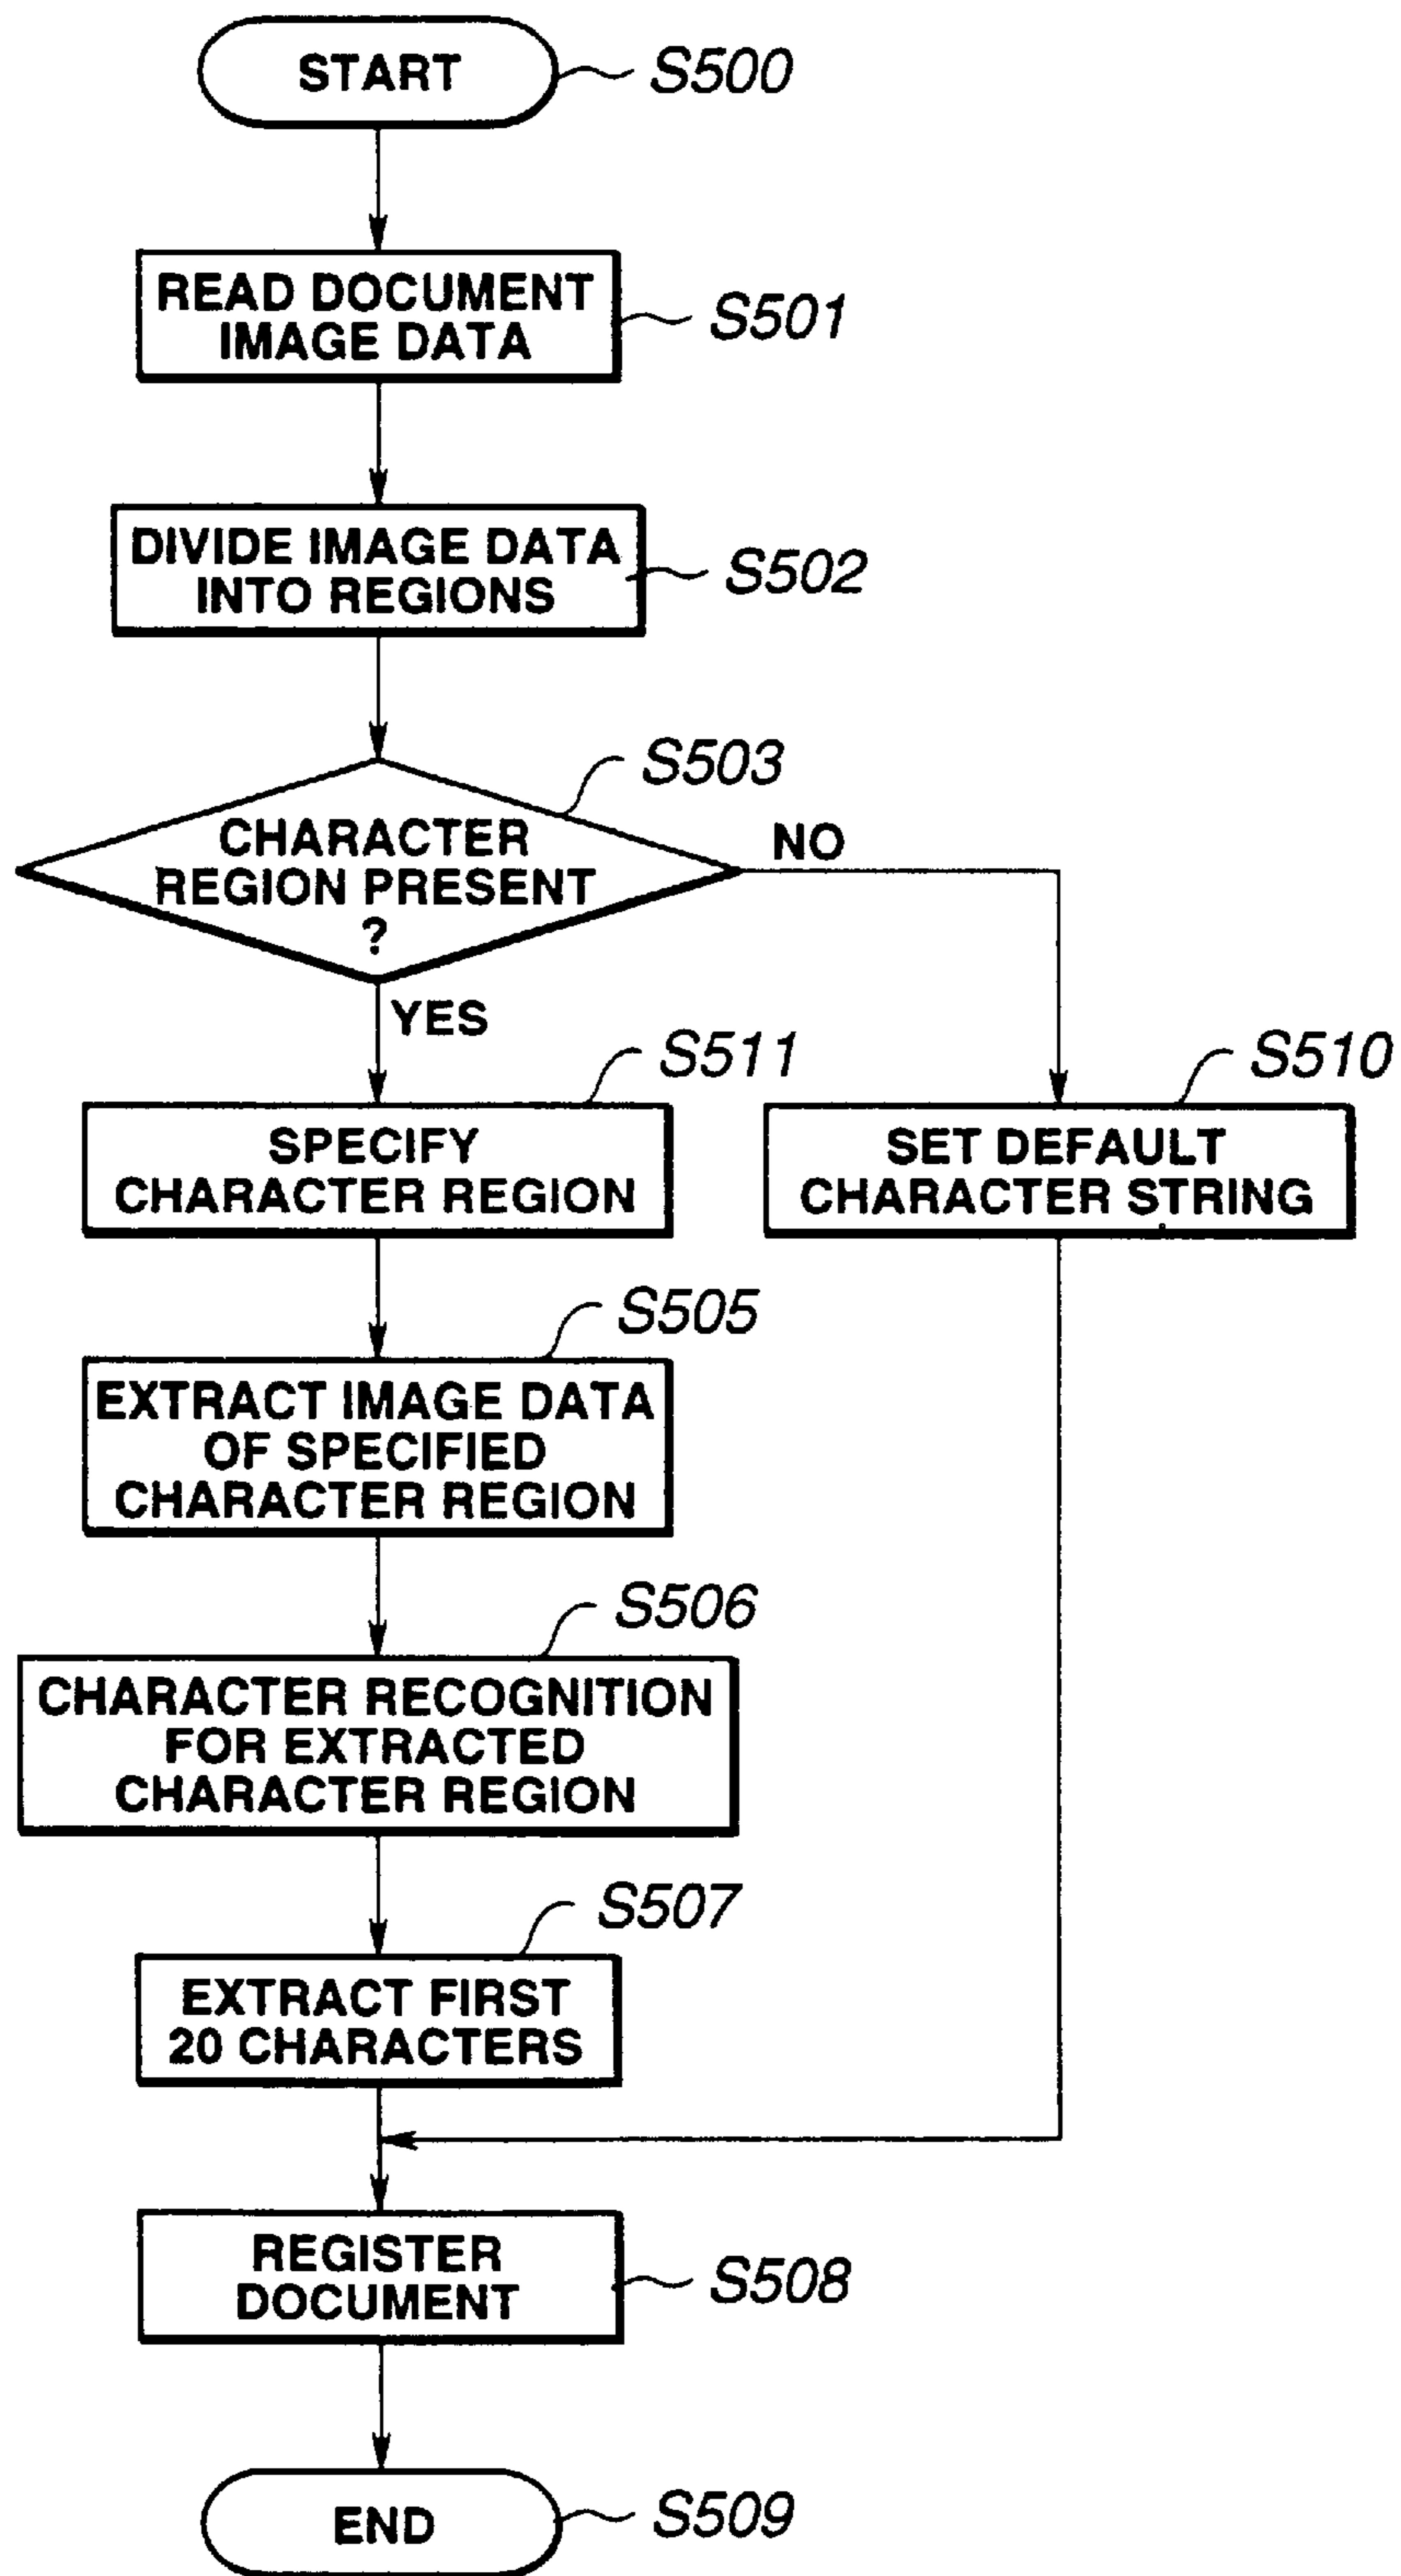 START
S500
READ DOCUMENT
IMAGE DATA
S501
DIVIDE IMAGE DATA
INTO REGIONS
S502
S503
CHARACTER
REGION PRESENT
?
NO
YES
S511
SPECIFY
CHARACTER REGION
S510
SET DEFAULT
CHARACTER STRING
S505
EXTRACT IMAGE DATA
OF SPECIFIED
CHARACTER REGION
S506
CHARACTER RECOGNITION
FOR EXTRACTED
CHARACTER REGION
S507
EXTRACT FIRST
20 CHARACTERS
REGISTER
DOCUMENT
S508
END
S509